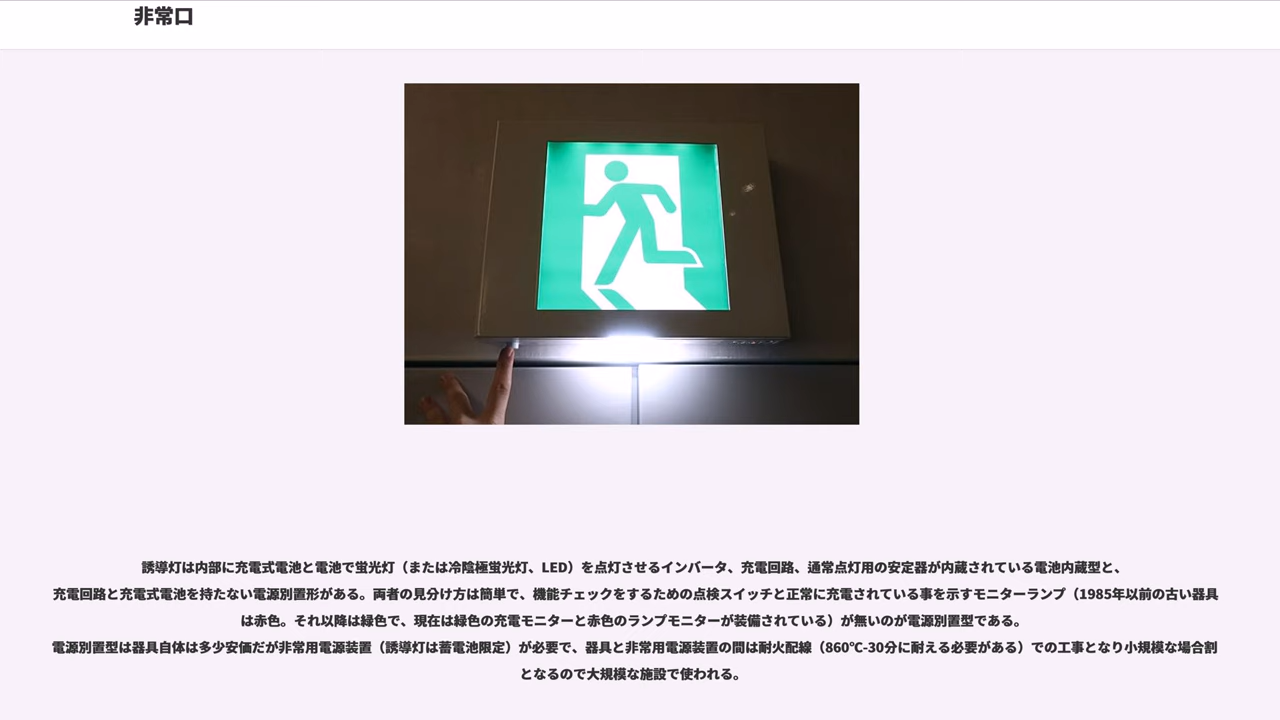 非常口
誘導灯は内部に充電式電池と電池で蛍光灯（または冷陰極蛍光灯、LED）を点灯させるインバータ、充電回路、通常点灯用の安定器が内蔵されている電池内蔵型と、
充電回路と充電式電池を持たない電源別置形がある。両者の見分け方は簡単で、機能チェックをするための点検スイッチと正常に充電されている事を示すモニターランプ（1985年以前の古い器具
は赤色。それ以降は緑色で、現在は緑色の充電モニターと赤色のランプモニターが装備されている）が無いのが電源別置型である。
電源別置型は器具自体は多少安価だが非常用電源装置（誘導灯は蓄電池限定）が必要で、器具と非常用電源装置の間は耐火配線（860℃-30分に耐える必要がある）での工事となり小規模な場合割
となるので大規模な施設で使われる。